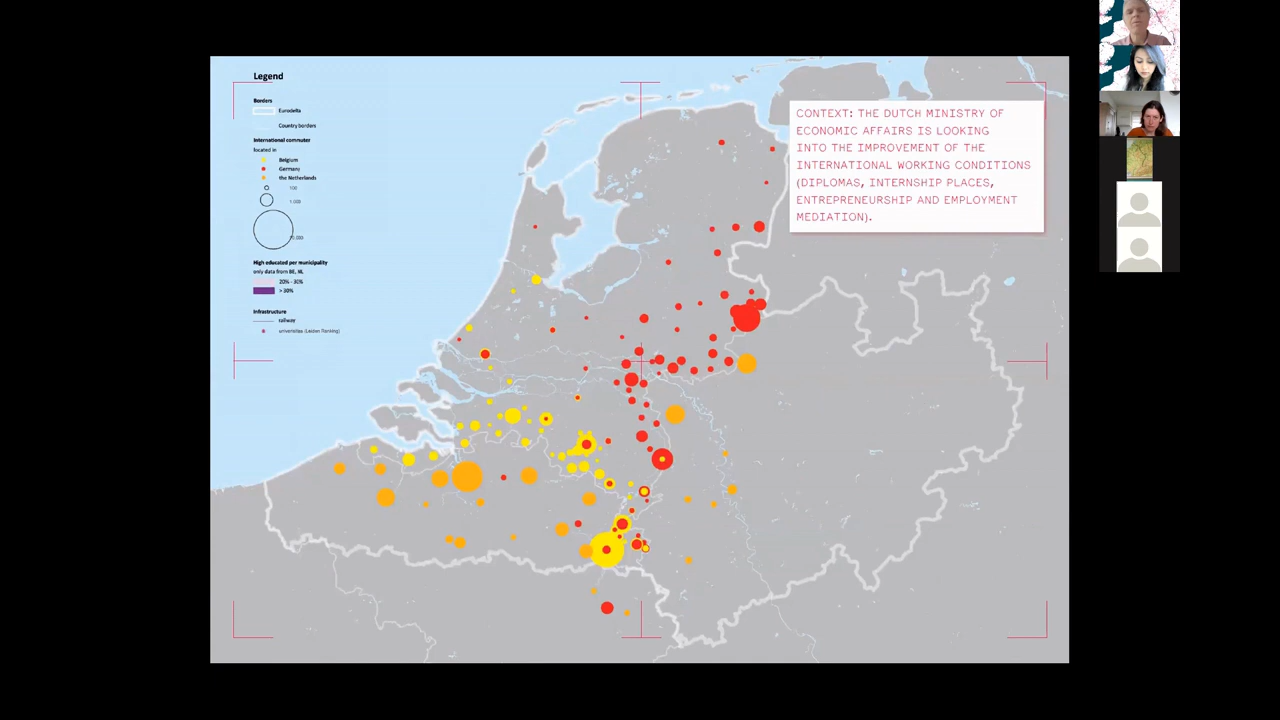 Legend
Borders
Eurodelta
Country borders
International commuter
located in
Belgium
Germany
the Netherlands
100
1.000
High educated per municipality
only data from BE, NL
20% - 30%
> 30%
Infrastructure
railway
universities (Leiden Ranking)
CONTEXT: THE DUTCH MINISTRY OF
ECONOMIC AFFAIRS IS LOOKING
INTO THE IMPROVEMENT OF THE
INTERNATIONAL WORKING CONDITIONS
(DIPLOMAS, INTERNSHIP PLACES,
ENTREPRENEURSHIP AND EMPLOYMENT
MEDIATION).